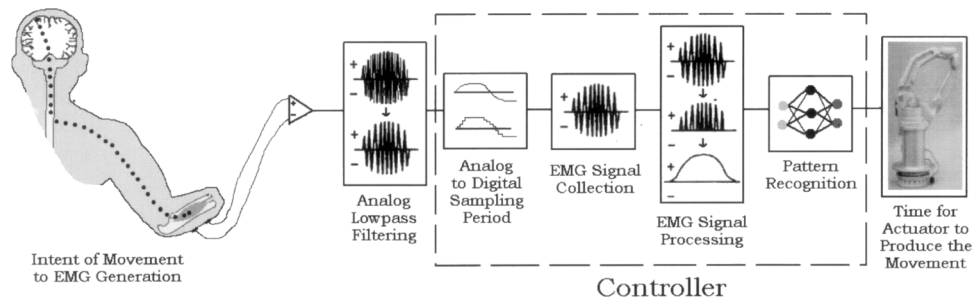 Intent of Movement
to EMG Generation
+
−
+
−
+
−
Analog
Lowpass
Filtering
Analog
to Digital
Sampling
Period
+
−
EMG Signal
Collection
+
−
+
−
EMG Signal
Processing
Pattern
Recognition
Time for
Actuator to
Produce the
Movement
Controller